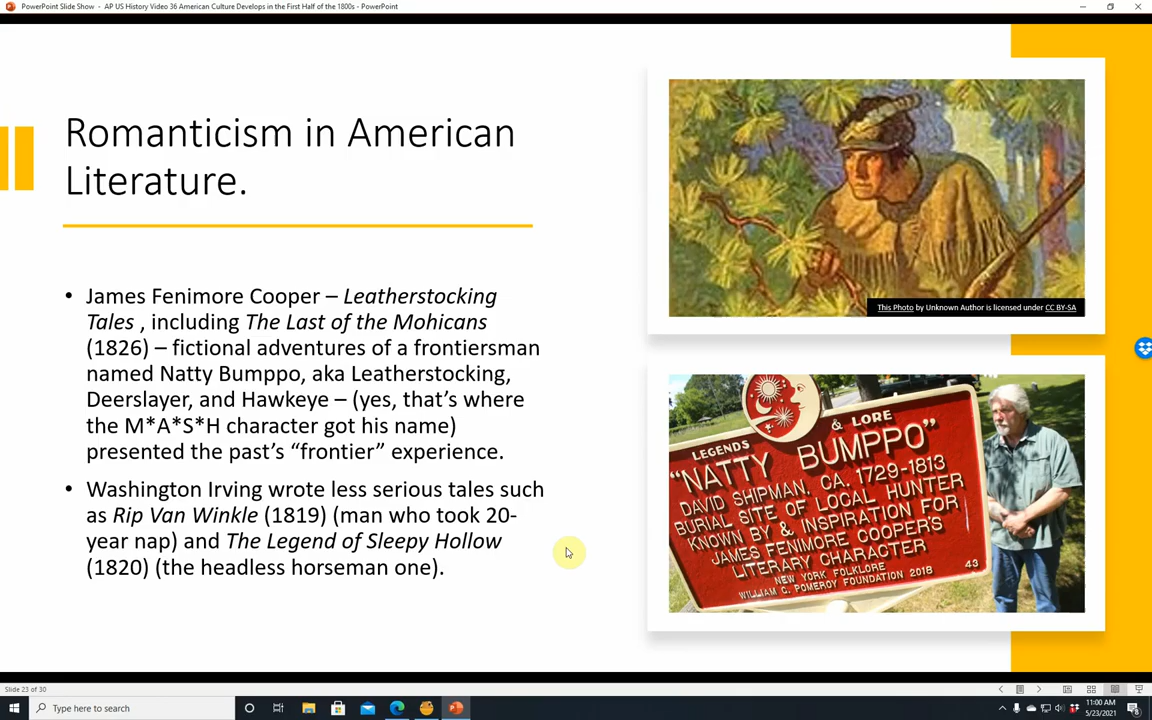 PowerPoint Slide Show - AP US History Video 36 American Culture Develops in the First Half of the 1800s - PowerPoint
Romanticism in American
Literature.
• James Fenimore Cooper – Leatherstocking
Tales , including The Last of the Mohicans
(1826) – fictional adventures of a frontiersman
named Natty Bumppo, aka Leatherstocking,
Deerslayer, and Hawkeye – (yes, that’s where
the M*A*S*H character got his name)
presented the past’s “frontier” experience.
• Washington Irving wrote less serious tales such
as Rip Van Winkle (1819) (man who took 20-
year nap) and The Legend of Sleepy Hollow
(1820) (the headless horseman one).
This Photo by Unknown Author is licensed under CC BY-SA
LEGENDS & LORE
"NATTY BUMPPO"
DAVID SHIPMAN, CA. 1729-1813
BURIAL SITE OF LOCAL HUNTER
KNOWN BY & INSPIRATION FOR
JAMES FENIMORE COOPER'S
LITERARY CHARACTER
NEW YORK FOLKLORE
WILLIAM C. POMEROY FOUNDATION 2018
43
Slide 23 of 30
Type here to search
11:00 AM
5/23/2021
8